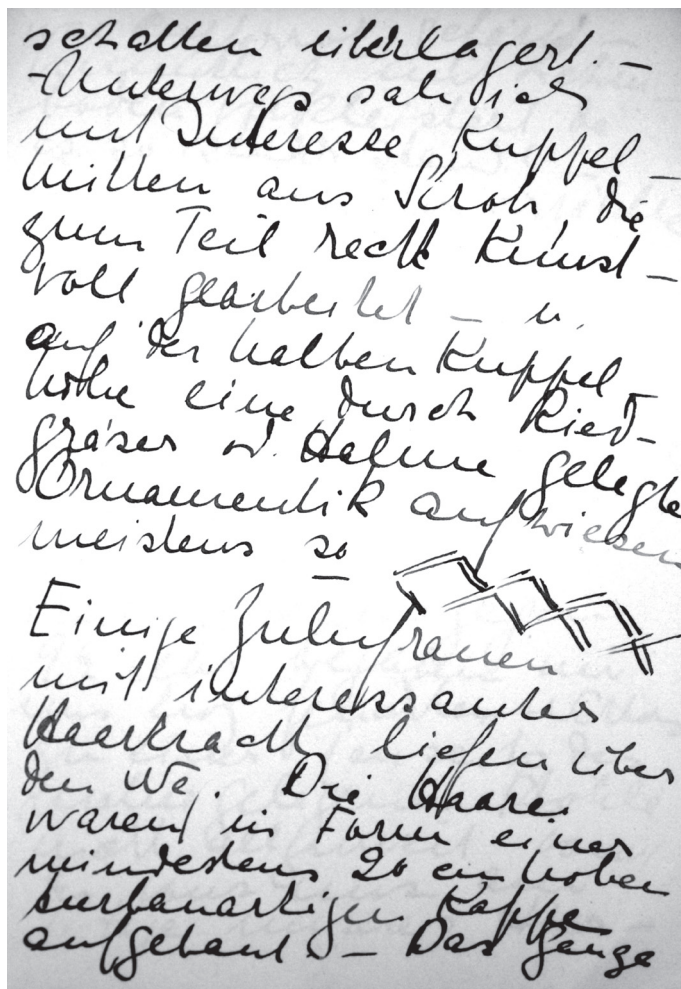 schatten überlagert. –
– Unterwegs sah ich
mit Interesse Kuppel –
hütten aus Stroh die
zum Teil recht kunst –
voll gearbeitet – u.
auf der halben Kuppel –
höhe eine durch Ried –
gräser u. Halme gelegte
Ornamentik aufwiesen
meistens so
Einige Zulufrauen
mit interessanter
Haartracht liefen über
den Weg. Die Haare
waren in Form einer
mindestens 20 cm hohen
turbanartigen Kappe
aufgebaut. – Das Ganze